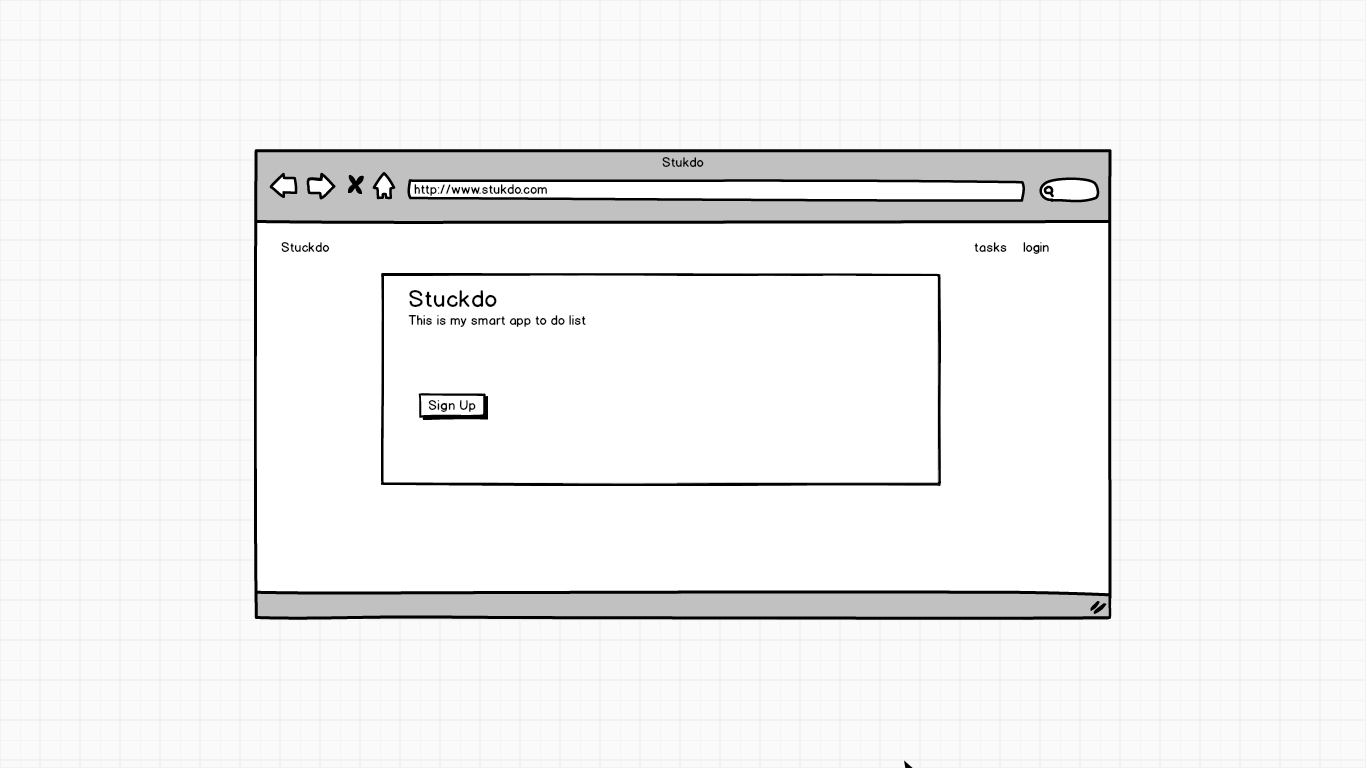 Stukdo
http://www.stukdo.com
Stuckdo tasks login
Stuckdo
This is my smart app to do list
Sign Up